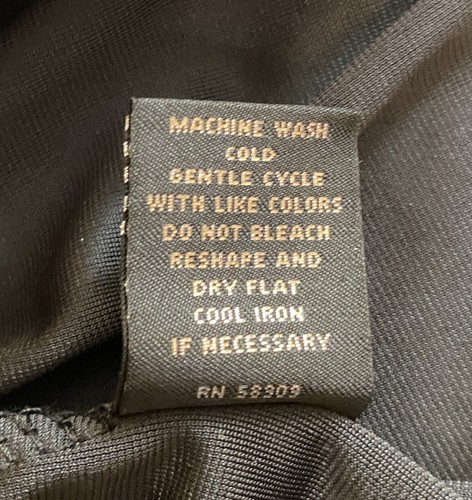 MACHINE WASH
COLD
GENTLE CYCLE
WITH LIKE COLORS
DO NOT BLEACH
RESHAPE AND
DRY FLAT
COOL IRON
IF NECESSARY
RN 58309